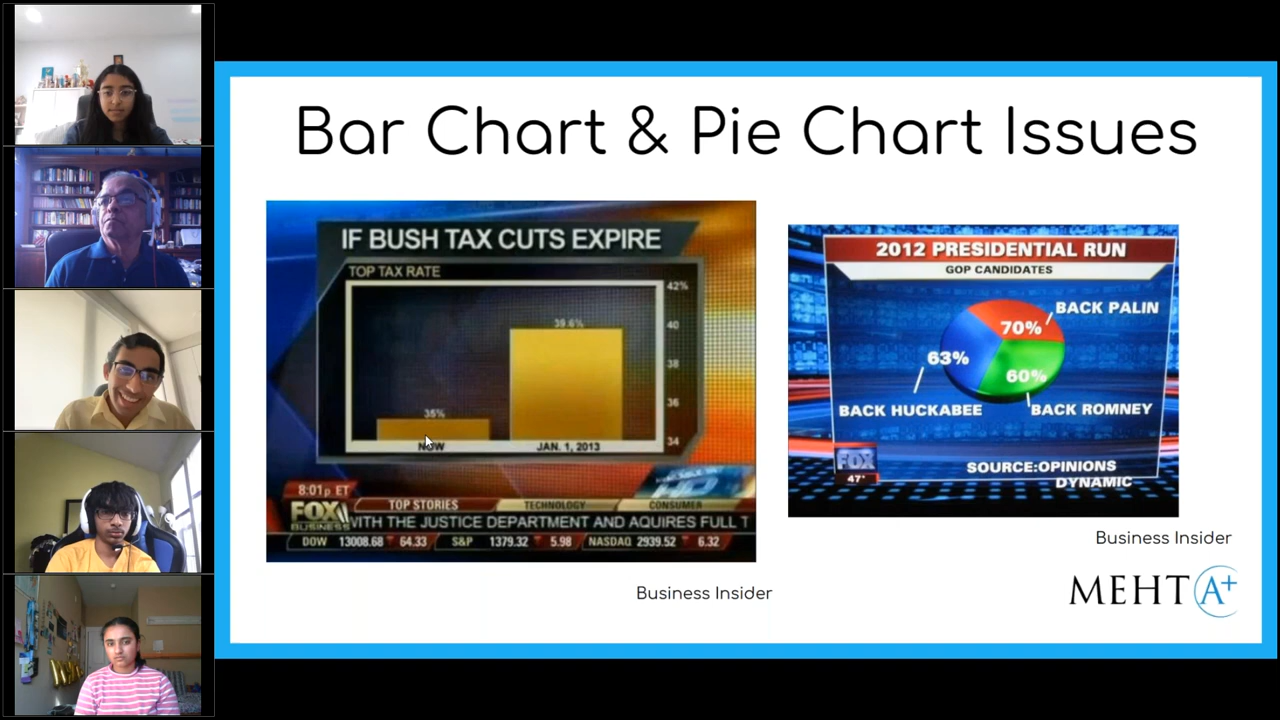 Bar Chart & Pie Chart Issues
IF BUSH TAX CUTS EXPIRE
TOP TAX RATE
42%
40
38
36
34
35%
39.6%
NOW
JAN. 1, 2013
8:01p ET
TOP STORIES
TECHNOLOGY
CONSUMER
HD
FOX
BUSINESS
WITH THE JUSTICE DEPARTMENT AND AQUIRES FULL T
DOW 13008.68 64.33 S&P 1379.32 5.98 NASDAQ 2939.52 6.32
Business Insider
2012 PRESIDENTIAL RUN
GOP CANDIDATES
BACK PALIN
70%
63%
60%
BACK HUCKABEE
BACK ROMNEY
FOX
47°
SOURCE:OPINIONS
DYNAMIC
Business Insider
MEHTA+